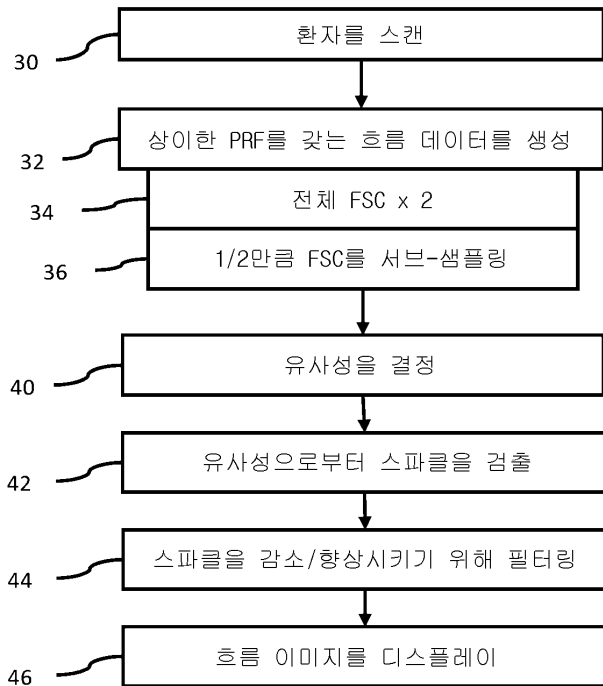 환자를 스캔
30
상이한 PRF를 갖는 흐름 데이터를 생성
32
전체 FSC x 2
34
1/2만큼 FSC를 서브-샘플링
36
유사성을 결정
40
유사성으로부터 스파클을 검출
42
스파클을 감소/향상시키기 위해 필터링
44
흐름 이미지를 디스플레이
46